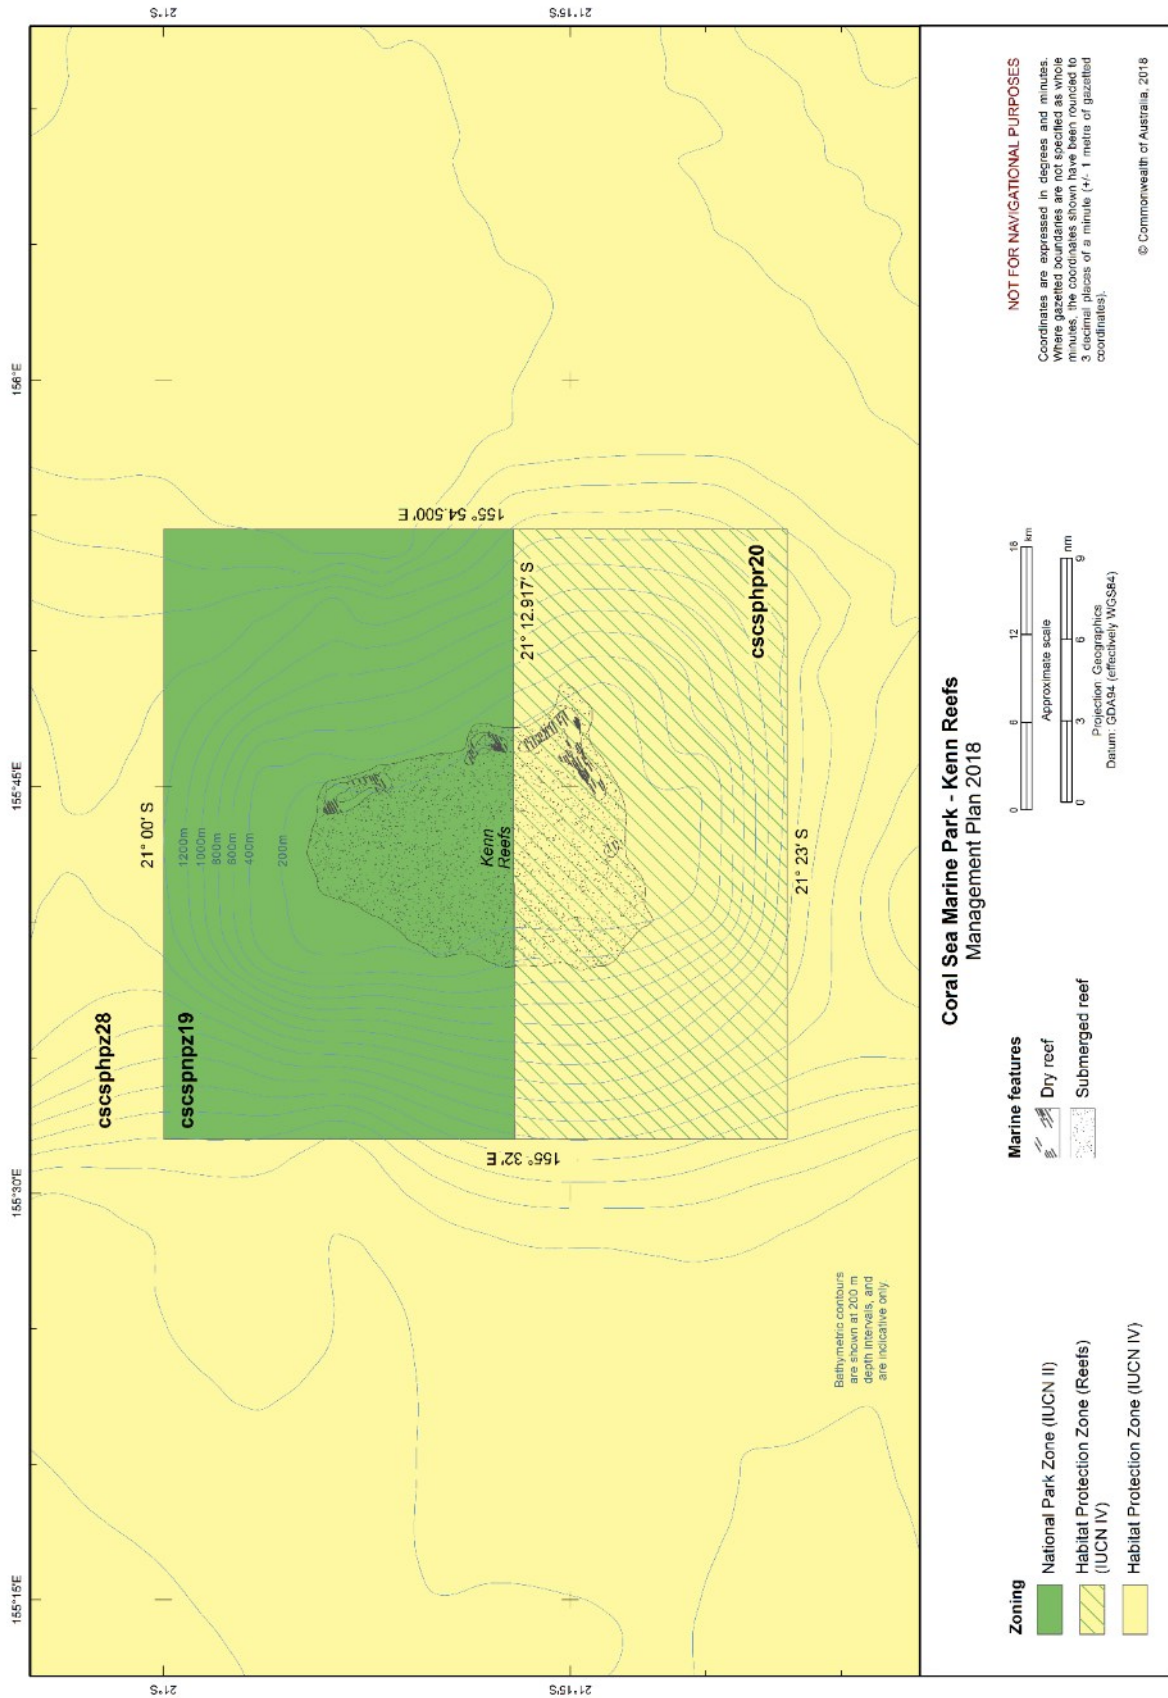 155°15'E
155°30'E
155°45'E
156°E
21°S
21°S
21°15'S
21°15'S
cscsphpz28
cscspnpz19
21° 00' S
1200m
1000m
800m
600m
400m
200m
Kenn
Reefs
155° 32' E
155° 54.500' E
21° 12.917' S
cscsphpr20
21° 23' S
Bathymetric contours
are shown at 200 m
depth intervals, and
are indicative only.
Coral Sea Marine Park - Kenn Reefs
Management Plan 2018
Zoning
National Park Zone (IUCN II)
Habitat Protection Zone (Reefs)
(IUCN IV)
Habitat Protection Zone (IUCN IV)
Marine features
Dry reef
Submerged reef
0 6 12 18
km
Approximate scale
nm
0 3 6 9
Projection: Geographics
Datum: GDA94 (effectively WGS84)
NOT FOR NAVIGATIONAL PURPOSES
Coordinates are expressed in degrees and minutes.
Where gazetted boundaries are not specified as whole
minutes, the coordinates shown have been rounded to
3 decimal places of a minute (+/- 1 metre of gazetted
coordinates).
© Commonwealth of Australia, 2018